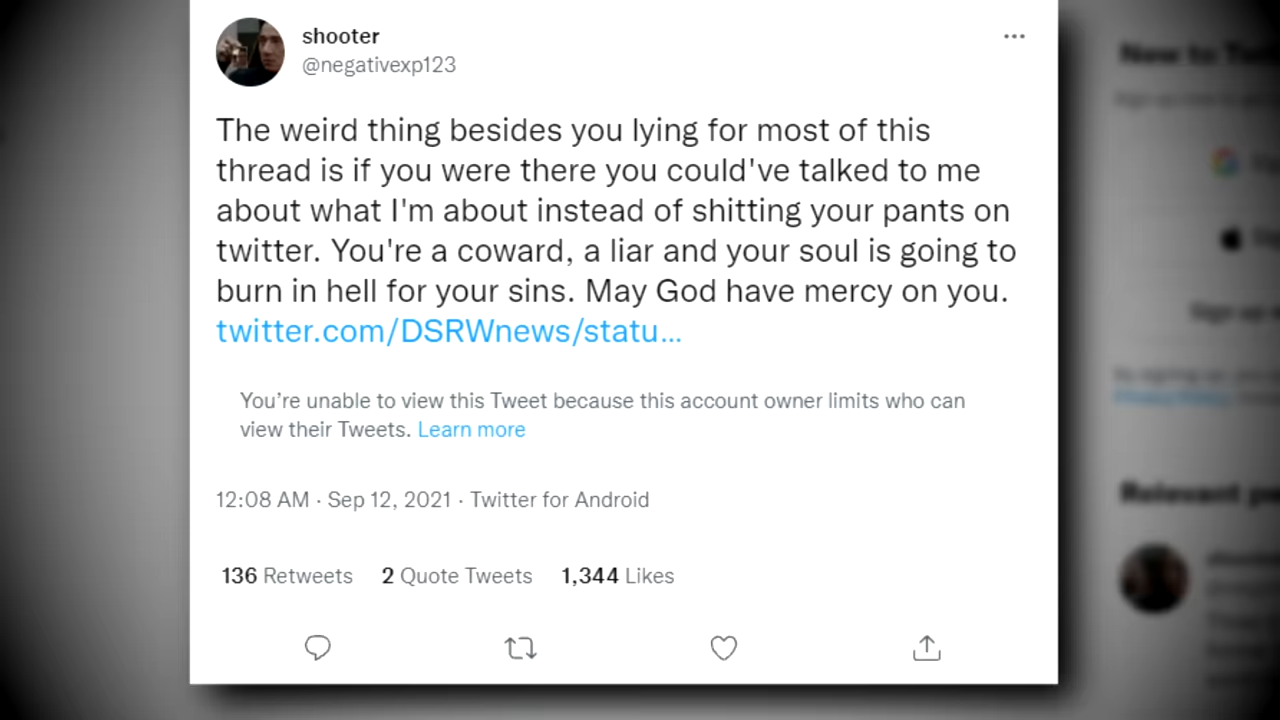 shooter
@negativexp123
The weird thing besides you lying for most of this
thread is if you were there you could've talked to me
about what I'm about instead of shitting your pants on
twitter. You're a coward, a liar and your soul is going to
burn in hell for your sins. May God have mercy on you.
twitter.com/DSRWnews/statu...
You’re unable to view this Tweet because this account owner limits who can
view their Tweets. Learn more
12:08 AM · Sep 12, 2021 · Twitter for Android
136 Retweets 2 Quote Tweets 1,344 Likes
New to
Sign up
Relevant